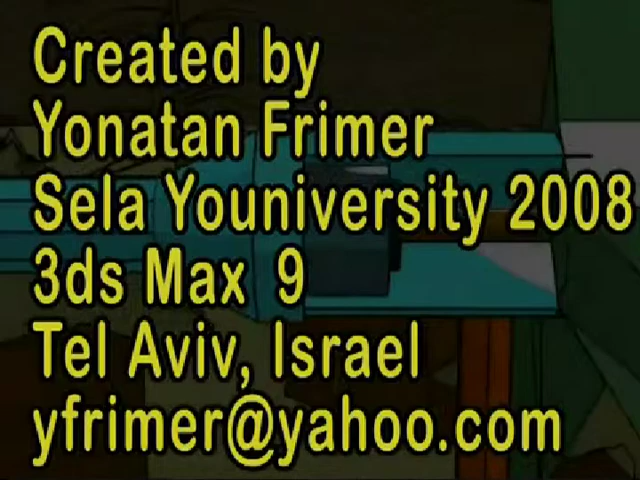 Created by
Yonatan Frimer
Sela Youniversity 2008
3ds Max 9
Tel Aviv, Israel
yfrimer@yahoo.com